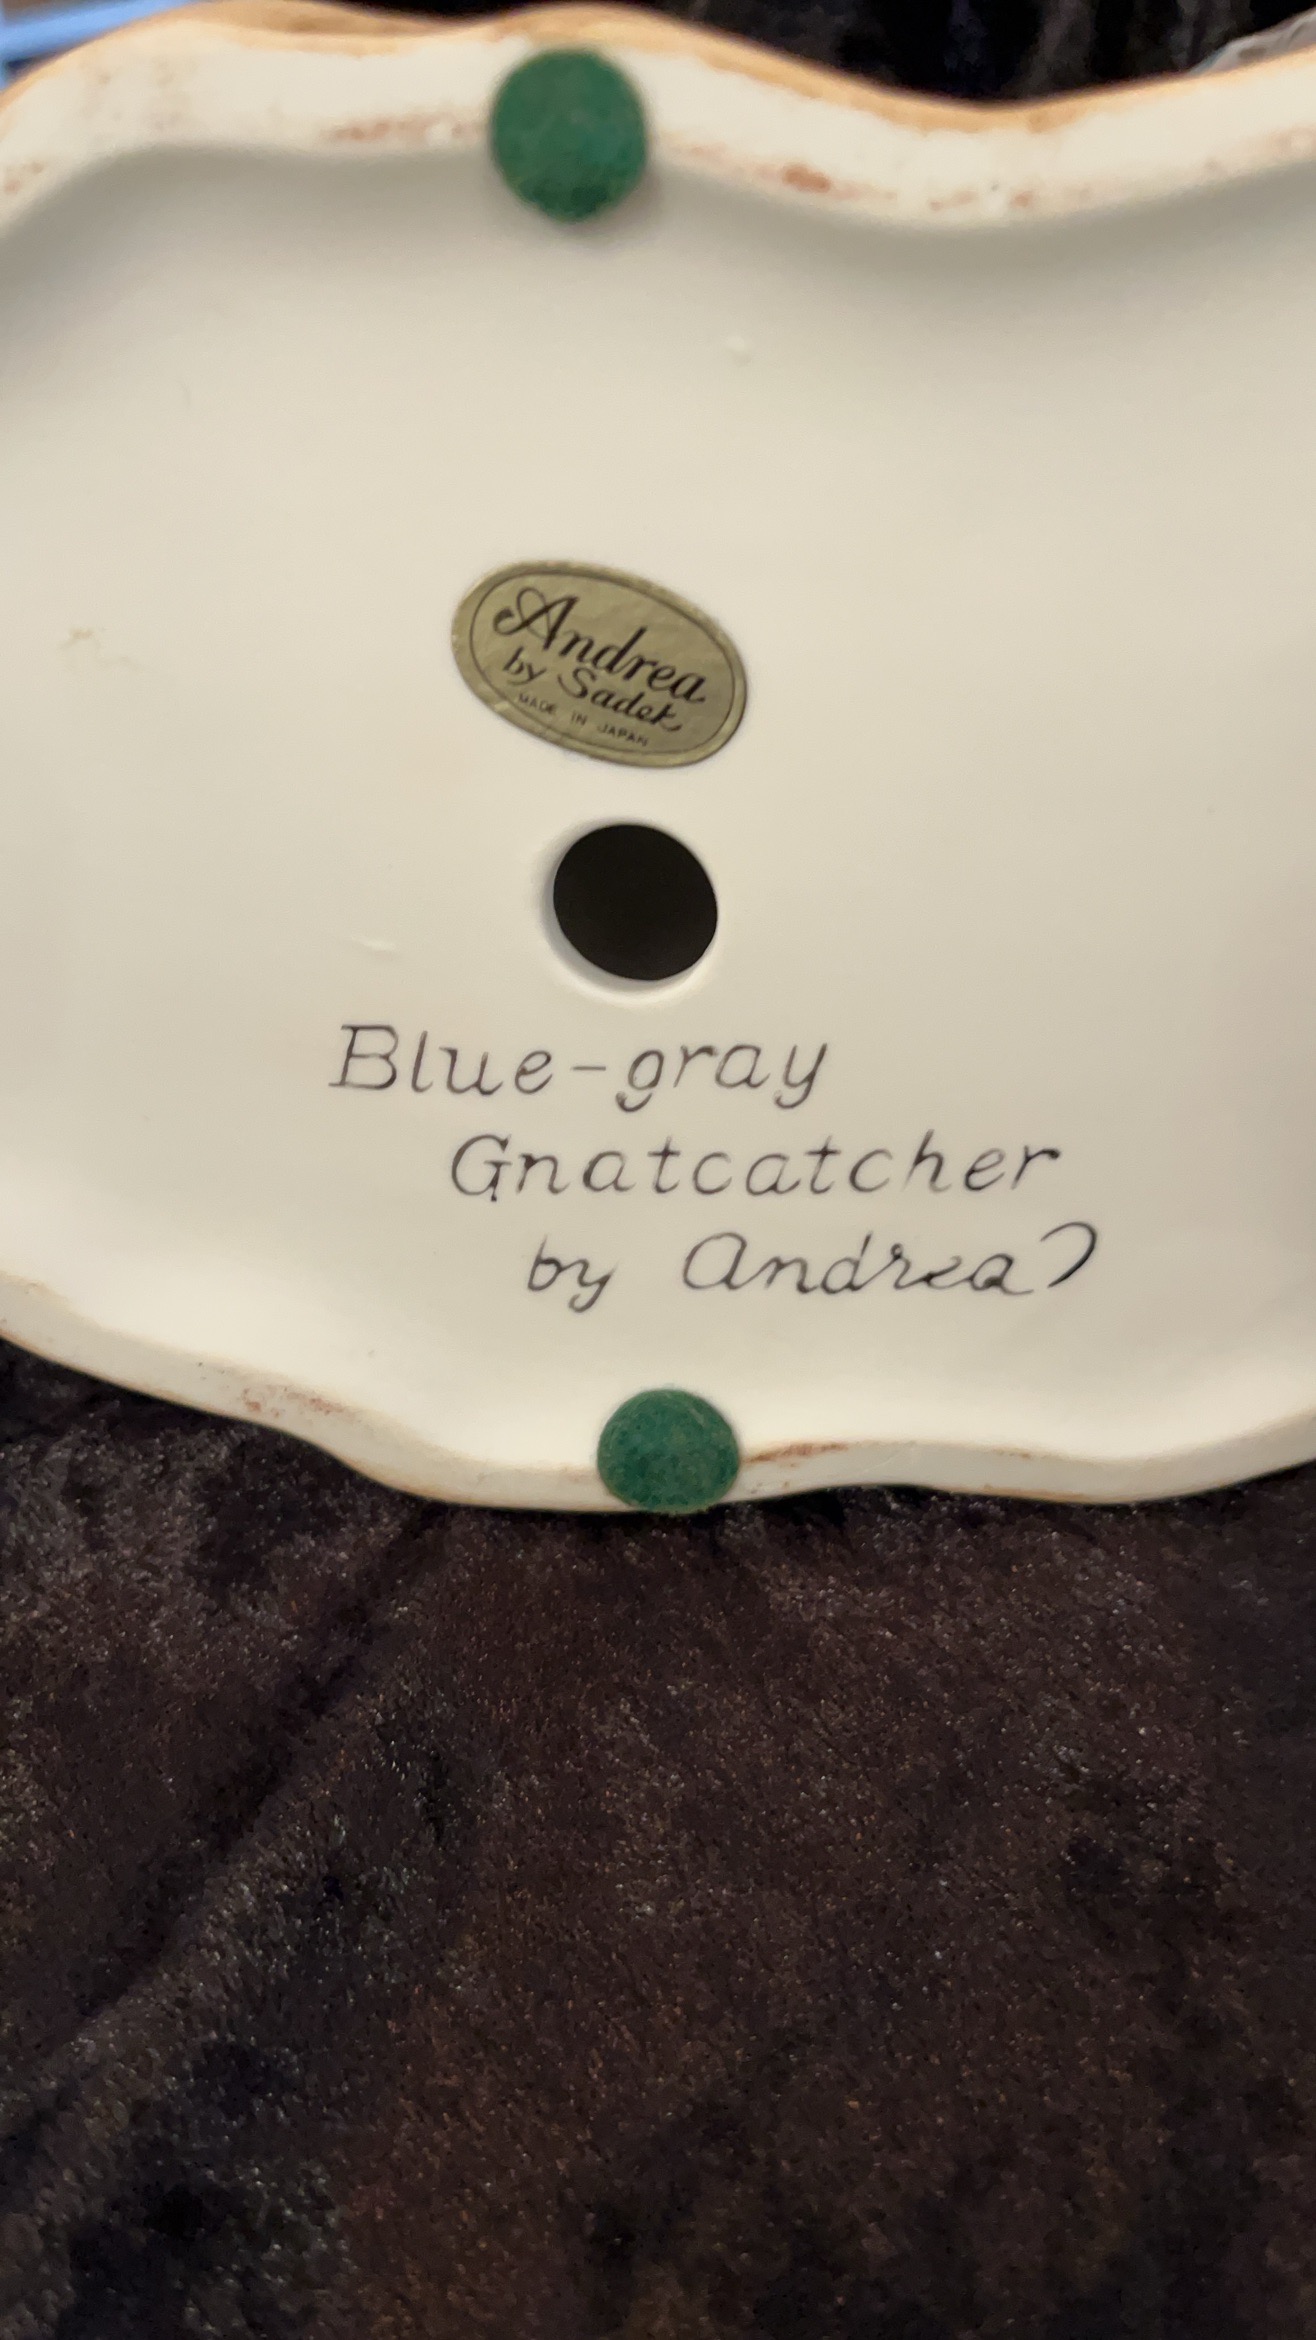 Andrea
by Sadek
MADE IN JAPAN
Blue-gray
Gnatcatcher
by Andrea